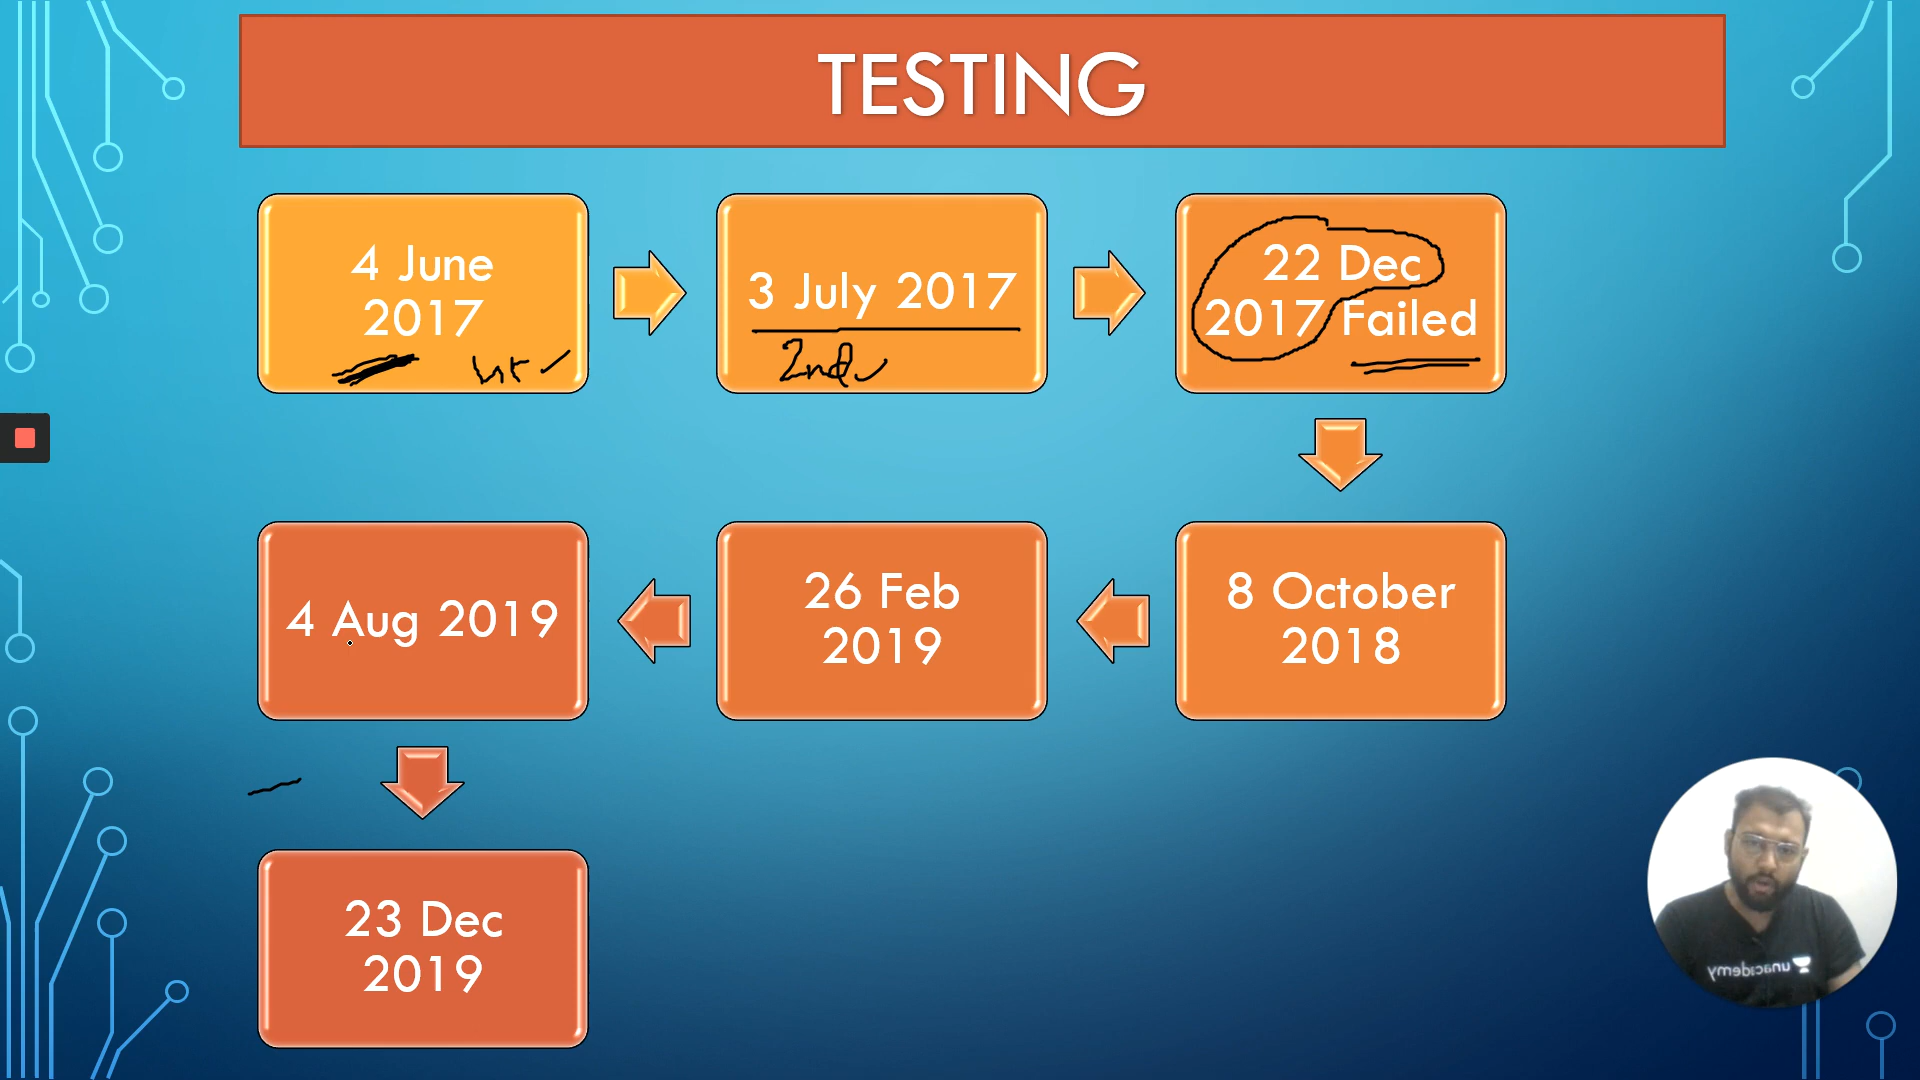 TESTING
4 June
2017
3 July 2017
2nd
22 Dec
2017 Failed
8 October
2018
26 Feb
2019
4 Aug 2019
23 Dec
2019
unacademy